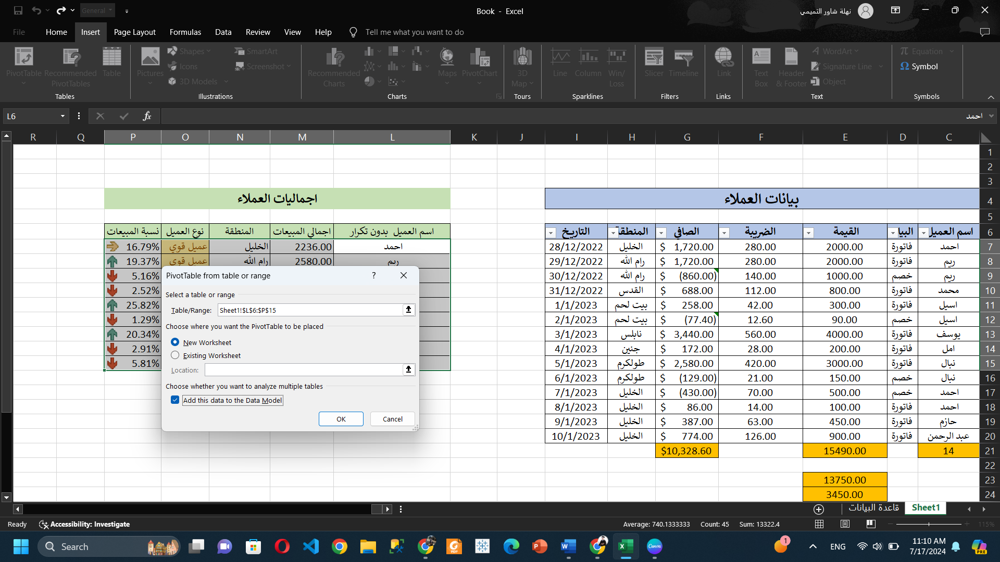 General
Book - Excel
نهلة شاور التميمي
File Home Insert Page Layout Formulas Data Review View Help Tell me what you want to do
PivotTable
Recommended PivotTables
Table
Tables
Pictures
Shapes
Icons
3D Models
SmartArt
Screenshot
Illustrations
Recommended Charts
Maps
PivotChart
Charts
3D Map
Tours
Line
Column
Win/Loss
Sparklines
Slicer
Timeline
Filters
Link
Links
Text Box
Header & Footer
WordArt
Signature Line
Object
Text
Equation
Symbol
Symbols
L6
fx
احمد
R Q P O N M L K J I H G F E D C
اجماليات العملاء
بيانات العملاء
اسم العميل بدون تكرار اجمالي المبيعات المنطقة نوع العميل نسبة المبيعات
احمد 2236.00 الخليل عميل قوي 16.79%
ريم 2580.00 رام الله عميل قوي 19.37%
5.16%
2.52%
25.82%
1.29%
20.34%
2.91%
5.81%
1
2
3
4
5
6 اسم العميل البيا القيمة الضريبة الصافي المنطقة التاريخ
7 احمد فاتورة 2000.00 280.00 $ 1,720.00 الخليل 28/12/2022
8 ريم فاتورة 2000.00 280.00 $ 1,720.00 رام الله 29/12/2022
9 ريم خصم 1000.00 140.00 $ (860.00) رام الله 30/12/2022
10 محمد فاتورة 800.00 112.00 $ 688.00 القدس 31/12/2022
11 اسيل فاتورة 300.00 42.00 $ 258.00 بيت لحم 1/1/2023
12 اسيل خصم 90.00 12.60 $ (77.40) بيت لحم 2/1/2023
13 يوسف فاتورة 4000.00 560.00 $ 3,440.00 نابلس 3/1/2023
14 امل فاتورة 200.00 28.00 $ 172.00 جنين 4/1/2023
15 نبال فاتورة 3000.00 420.00 $ 2,580.00 طولكرم 5/1/2023
16 نبال خصم 150.00 21.00 $ (129.00) طولكرم 6/1/2023
17 احمد خصم 500.00 70.00 $ (430.00) الخليل 7/1/2023
18 احمد فاتورة 100.00 14.00 $ 86.00 الخليل 8/1/2023
19 حازم فاتورة 450.00 63.00 $ 387.00 الخليل 9/1/2023
20 عبد الرحمن فاتورة 900.00 126.00 $ 774.00 الخليل 10/1/2023
21 14 15490.00 $10,328.60
22
23 13750.00
24 3450.00
PivotTable from table or range ?
Select a table or range
Table/Range: Sheet1!$L$6:$P$15
Choose where you want the PivotTable to be placed
New Worksheet
Existing Worksheet
Location:
Choose whether you want to analyze multiple tables
Add this data to the Data Model
OK Cancel
قاعدة البيانات Sheet1
Ready Accessibility: Investigate Average: 740.1333333 Count: 45 Sum: 13322.4 115%
Search
PDF
Canva
1
ENG
11:10 AM
7/17/2024
PRE